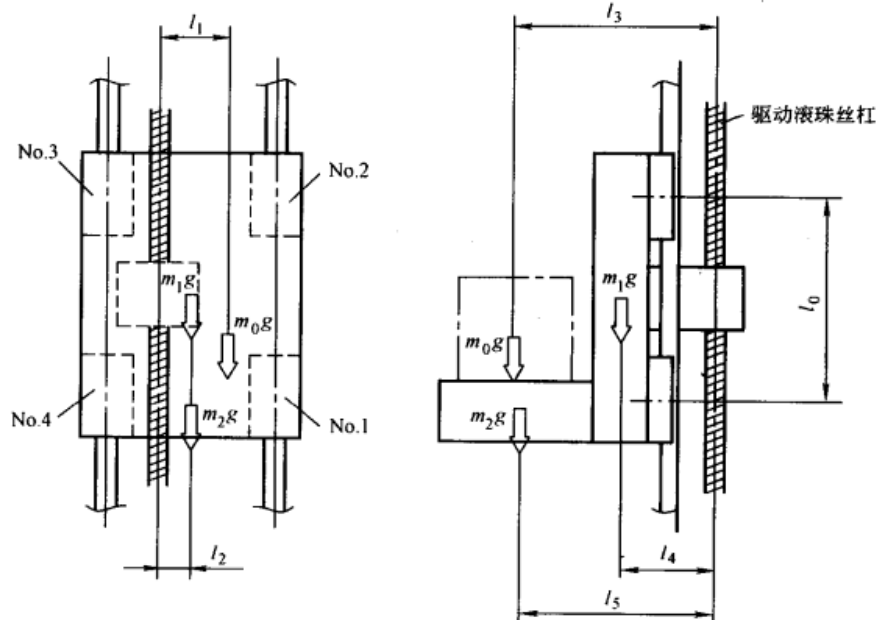 l₁
No.3
No.2
m₁g
m₀g
No.4
m₂g
No.1
l₂
l₃
驱动滚珠丝杠
m₁g
l₀
m₀g
m₂g
l₄
l₅